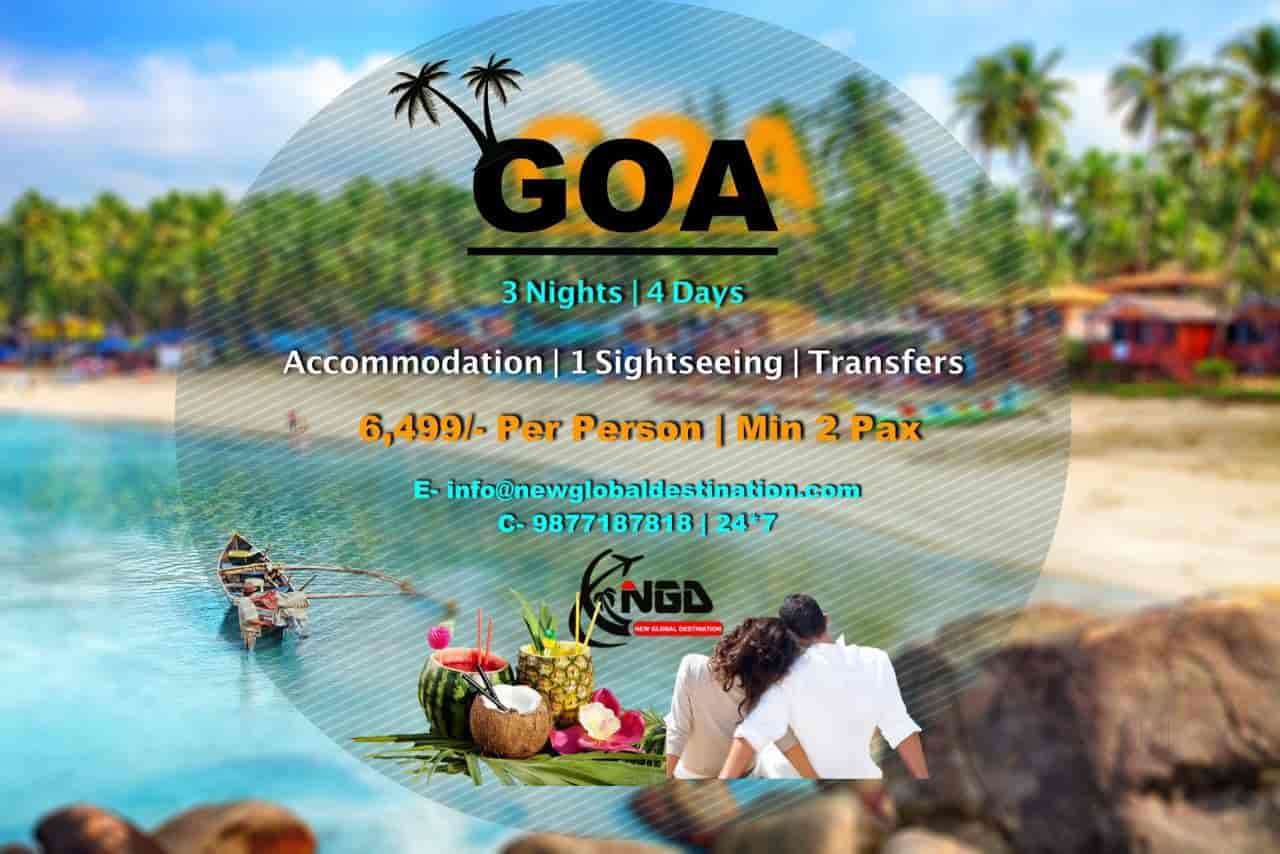 GOA
3 Nights | 4 Days
Accommodation | 1 Sightseeing | Transfers
6,499/- Per Person | Min 2 Pax
E- info@newglobaldestination.com
C- 9877187818 | 24*7
NGD
NEW GLOBAL DESTINATION